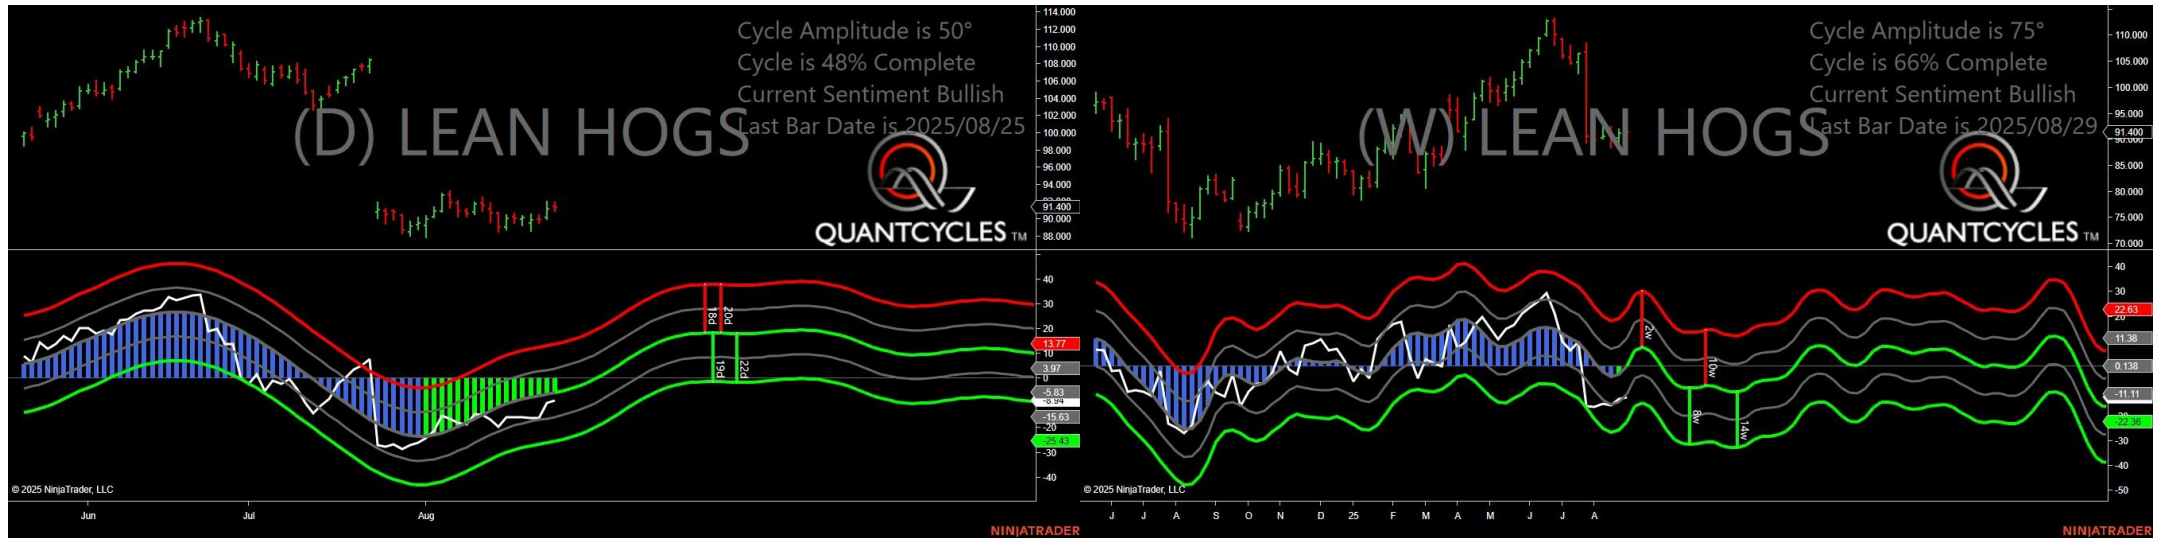 Cycle Amplitude is 50°
Cycle is 48% Complete
Current Sentiment Bullish
Last Bar Date is 2025/08/25
(D) LEAN HOGS
QUANTCYCLES TM
114.000
112.000
110.000
108.000
106.000
104.000
102.000
100.000
98.000
96.000
94.000
91.400
90.000
88.000
18d
20d
19d
22d
40
30
20
13.77
10
3.97
0
-5.83
-8.94
-15.63
-20
-25.43
-30
-40
© 2025 NinjaTrader, LLC
Jun
Jul
Aug
NINJATRADER
Cycle Amplitude is 75°
Cycle is 66% Complete
Current Sentiment Bullish
Last Bar Date is 2025/08/29
(W) LEAN HOGS
QUANTCYCLES TM
110.000
105.000
100.000
95.000
91.400
90.000
85.000
80.000
75.000
70.000
2w
10w
8w
14w
40
30
22.63
20
11.38
0.138
-11.11
-22.36
-30
-40
-50
© 2025 NinjaTrader, LLC
J
J
A
S
O
N
D
25
F
M
A
M
J
J
A
NINJATRADER